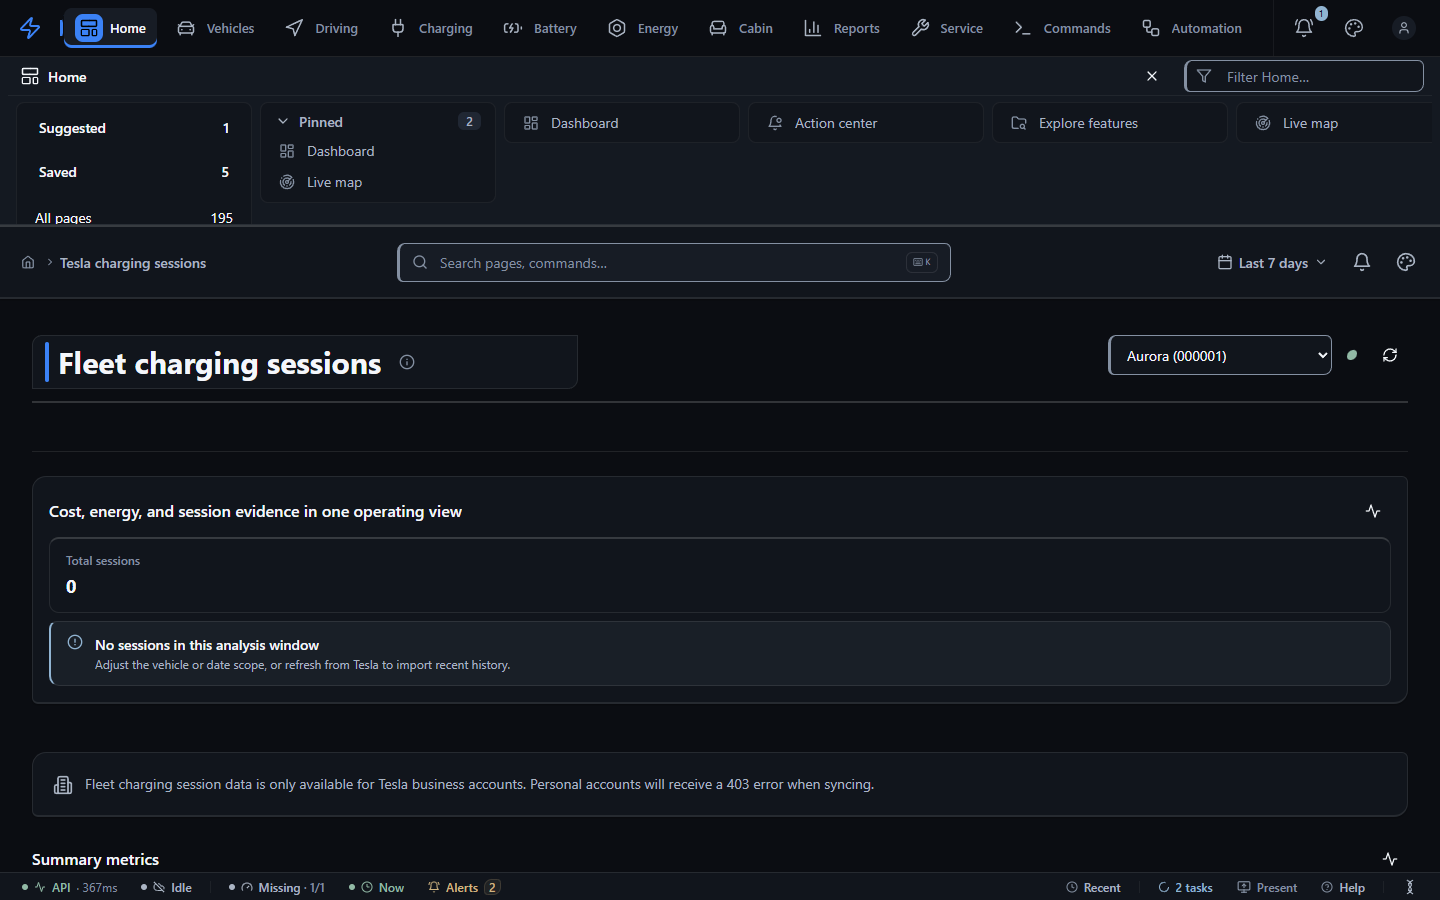 Home
Vehicles
Driving
Charging
Battery
Energy
Cabin
Reports
Service
Commands
Automation
1
Home
Filter Home...
Suggested 1
Saved 5
All pages 195
Pinned 2
Dashboard
Live map
Dashboard
Action center
Explore features
Live map
Tesla charging sessions
Search pages, commands...
K
Last 7 days
Fleet charging sessions
Aurora (000001)
Cost, energy, and session evidence in one operating view
Total sessions
0
No sessions in this analysis window
Adjust the vehicle or date scope, or refresh from Tesla to import recent history.
Fleet charging session data is only available for Tesla business accounts. Personal accounts will receive a 403 error when syncing.
Summary metrics
API · 367ms
Idle
Missing · 1/1
Now
Alerts 2
Recent
2 tasks
Present
Help